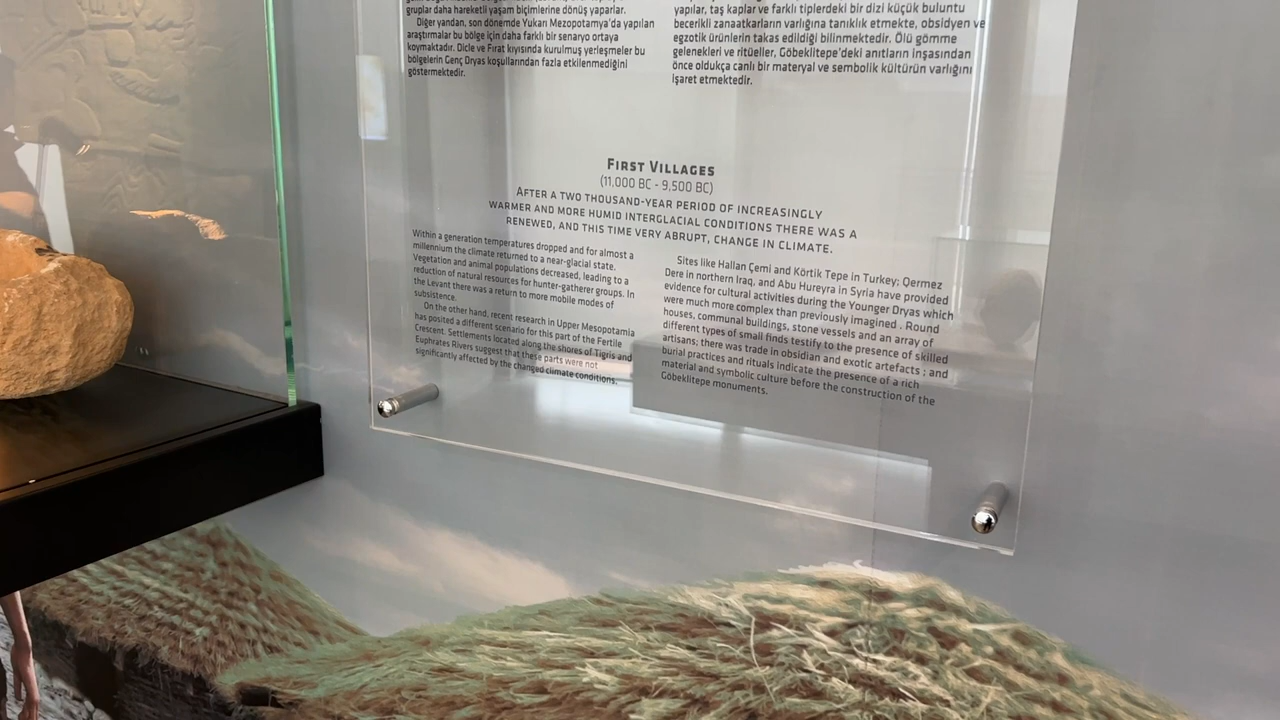 gruplar daha hareketli yaşam biçimlerine dönüş yaparlar.
Diğer yandan, son dönemde Yukarı Mezopotamya'da yapılan
araştırmalar bu bölge için daha farklı bir senaryo ortaya
koymaktadır. Dicle ve Fırat kıyısında kurulmuş yerleşmeler bu
bölgelerin Genç Dryas koşullarından fazla etkilenmediğini
göstermektedir.
yapılar, taş kaplar ve farklı tiplerdeki bir dizi küçük buluntu
becerikli zanaatkarların varlığına tanıklık etmekte, obsidyen ve
egzotik ürünlerin takas edildiği bilinmektedir. Ölü gömme
gelenekleri ve ritüeller, Göbeklitepe'deki anıtların inşasından
önce oldukça canlı bir materyal ve sembolik kültürün varlığını
işaret etmektedir.
FIRST VILLAGES
(11,000 BC - 9,500 BC)
AFTER A TWO THOUSAND-YEAR PERIOD OF INCREASINGLY
WARMER AND MORE HUMID INTERGLACIAL CONDITIONS THERE WAS A
RENEWED, AND THIS TIME VERY ABRUPT, CHANGE IN CLIMATE.
Within a generation temperatures dropped and for almost a
millennium the climate returned to a near-glacial state.
Vegetation and animal populations decreased, leading to a
reduction of natural resources for hunter-gatherer groups. In
the Levant there was a return to more mobile modes of
subsistence.
On the other hand, recent research in Upper Mesopotamia
has posited a different scenario for this part of the Fertile
Crescent. Settlements located along the shores of Tigris and
Euphrates Rivers suggest that these parts were not
significantly affected by the changed climate conditions.
Sites like Hallan Çemi and Körtik Tepe in Turkey; Qermez
Dere in northern Iraq, and Abu Hureyra in Syria have provided
evidence for cultural activities during the Younger Dryas which
were much more complex than previously imagined . Round
houses, communal buildings, stone vessels and an array of
different types of small finds testify to the presence of skilled
artisans; there was trade in obsidian and exotic artefacts ; and
burial practices and rituals indicate the presence of a rich
material and symbolic culture before the construction of the
Göbeklitepe monuments.